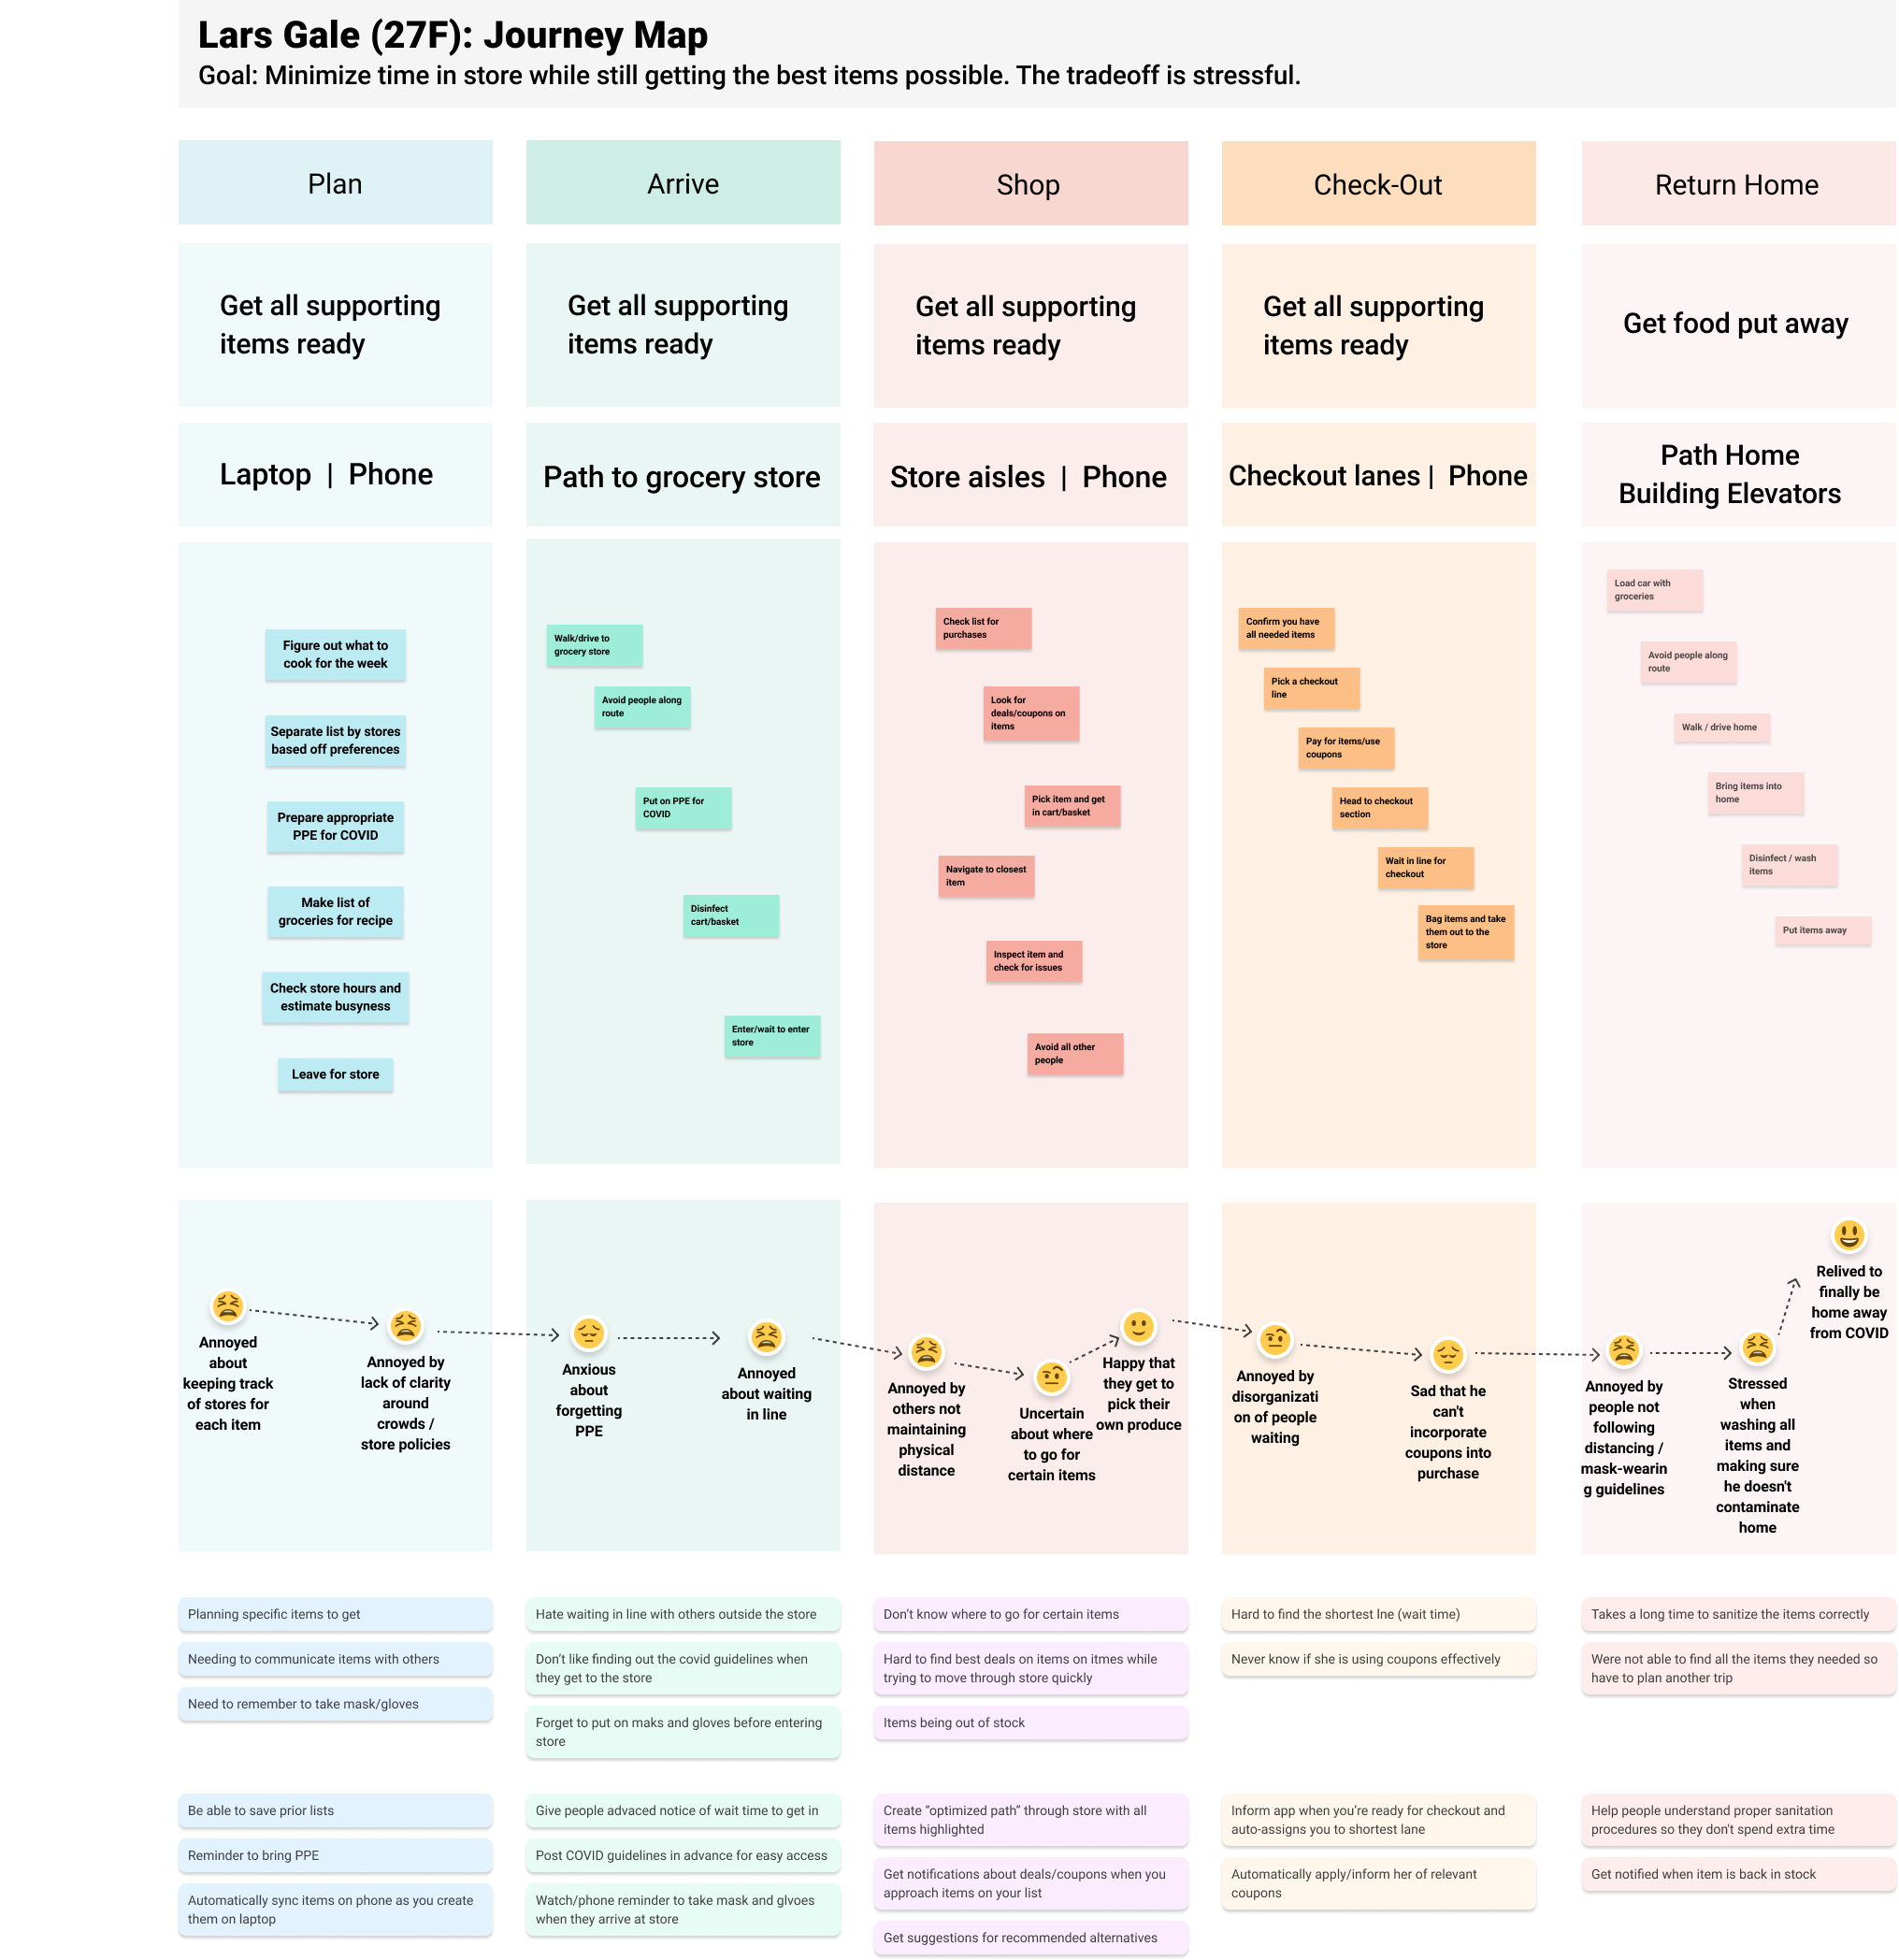 Lars Gale (27F): Journey Map
Goal: Minimize time in store while still getting the best items possible. The tradeoff is stressful.
Plan
Arrive
Shop
Check-Out
Return Home
Get all supporting
items ready
Get all supporting
items ready
Get all supporting
items ready
Get all supporting
items ready
Get food put away
Laptop | Phone
Path to grocery store
Store aisles | Phone
Checkout lanes | Phone
Path Home
Building Elevators
Figure out what to
cook for the week
Separate list by stores
based off preferences
Prepare appropriate
PPE for COVID
Make list of
groceries for recipe
Check store hours and
estimate busyness
Leave for store
Walk/drive to
grocery store
Avoid people along
route
Put on PPE for
COVID
Disinfect
cart/basket
Enter/wait to enter
store
Check list for
purchases
Look for
deals/coupons on
items
Pick item and get
in cart/basket
Navigate to closest
item
Inspect item and
check for issues
Avoid all other
people
Confirm you have
all needed items
Pick a checkout
line
Pay for items/use
coupons
Head to checkout
section
Wait in line for
checkout
Bag items and take
them out to the
store
Load car with
groceries
Avoid people along
route
Walk / drive home
Bring items into
home
Disinfect / wash
items
Put items away
Annoyed
about
keeping track
of stores for
each item
Annoyed by
lack of clarity
around
crowds /
store policies
Anxious
about
forgetting
PPE
Annoyed
about waiting
in line
Annoyed by
others not
maintaining
physical
distance
Uncertain
about where
to go for
certain items
Happy that
they get to
pick their
own produce
Annoyed by
disorganizati
on of people
waiting
Sad that he
can't
incorporate
coupons into
purchase
Annoyed by
people not
following
distancing /
mask-wearin
g guidelines
Stressed
when
washing all
items and
making sure
he doesn't
contaminate
home
Relived to
finally be
home away
from COVID
Planning specific items to get
Needing to communicate items with others
Need to remember to take mask/gloves
Hate waiting in line with others outside the store
Don't like finding out the covid guidelines when
they get to the store
Forget to put on maks and gloves before entering
store
Don't know where to go for certain items
Hard to find best deals on items on itmes while
trying to move through store quickly
Items being out of stock
Hard to find the shortest lne (wait time)
Never know if she is using coupons effectively
Takes a long time to sanitize the items correctly
Were not able to find all the items they needed so
have to plan another trip
Be able to save prior lists
Reminder to bring PPE
Automatically sync items on phone as you create
them on laptop
Give people advaced notice of wait time to get in
Post COVID guidelines in advance for easy access
Watch/phone reminder to take mask and glvoes
when they arrive at store
Create “optimized path” through store with all
items highlighted
Get notifications about deals/coupons when you
approach items on your list
Get suggestions for recommended alternatives
Inform app when you're ready for checkout and
auto-assigns you to shortest lane
Automatically apply/inform her of relevant
coupons
Help people understand proper sanitation
procedures so they don't spend extra time
Get notified when item is back in stock